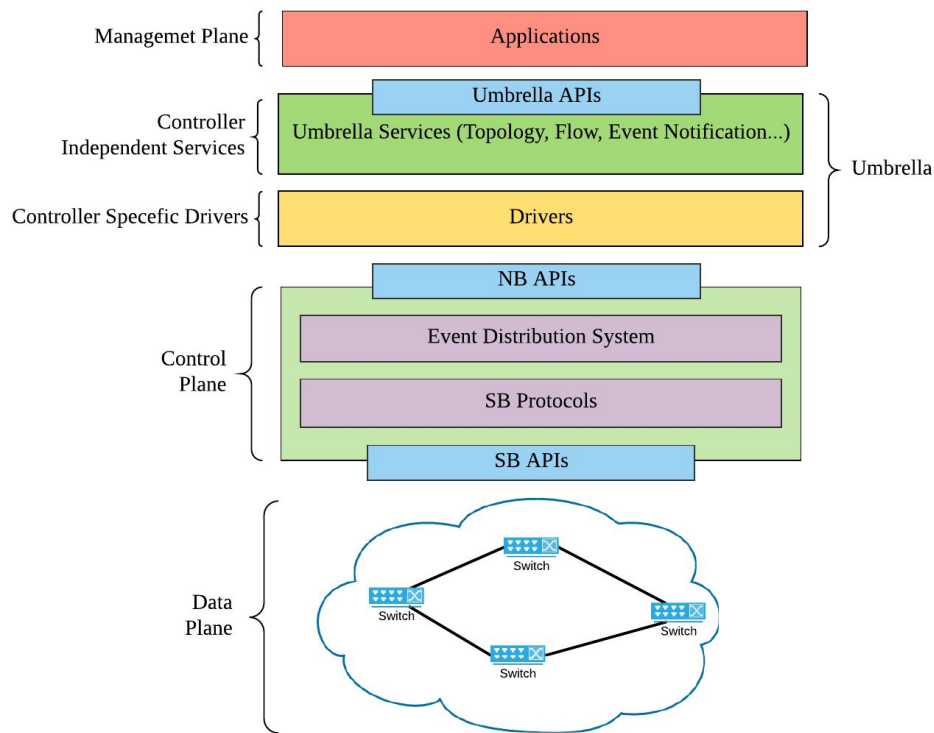 Managemet Plane
Applications
Umbrella APIs
Controller
Independent Services
Umbrella Services (Topology, Flow, Event Notification...)
Umbrella
Controller Specefic Drivers
Drivers
NB APIs
Event Distribution System
Control
Plane
SB Protocols
SB APIs
Switch
Switch
Switch
Data
Plane
Switch